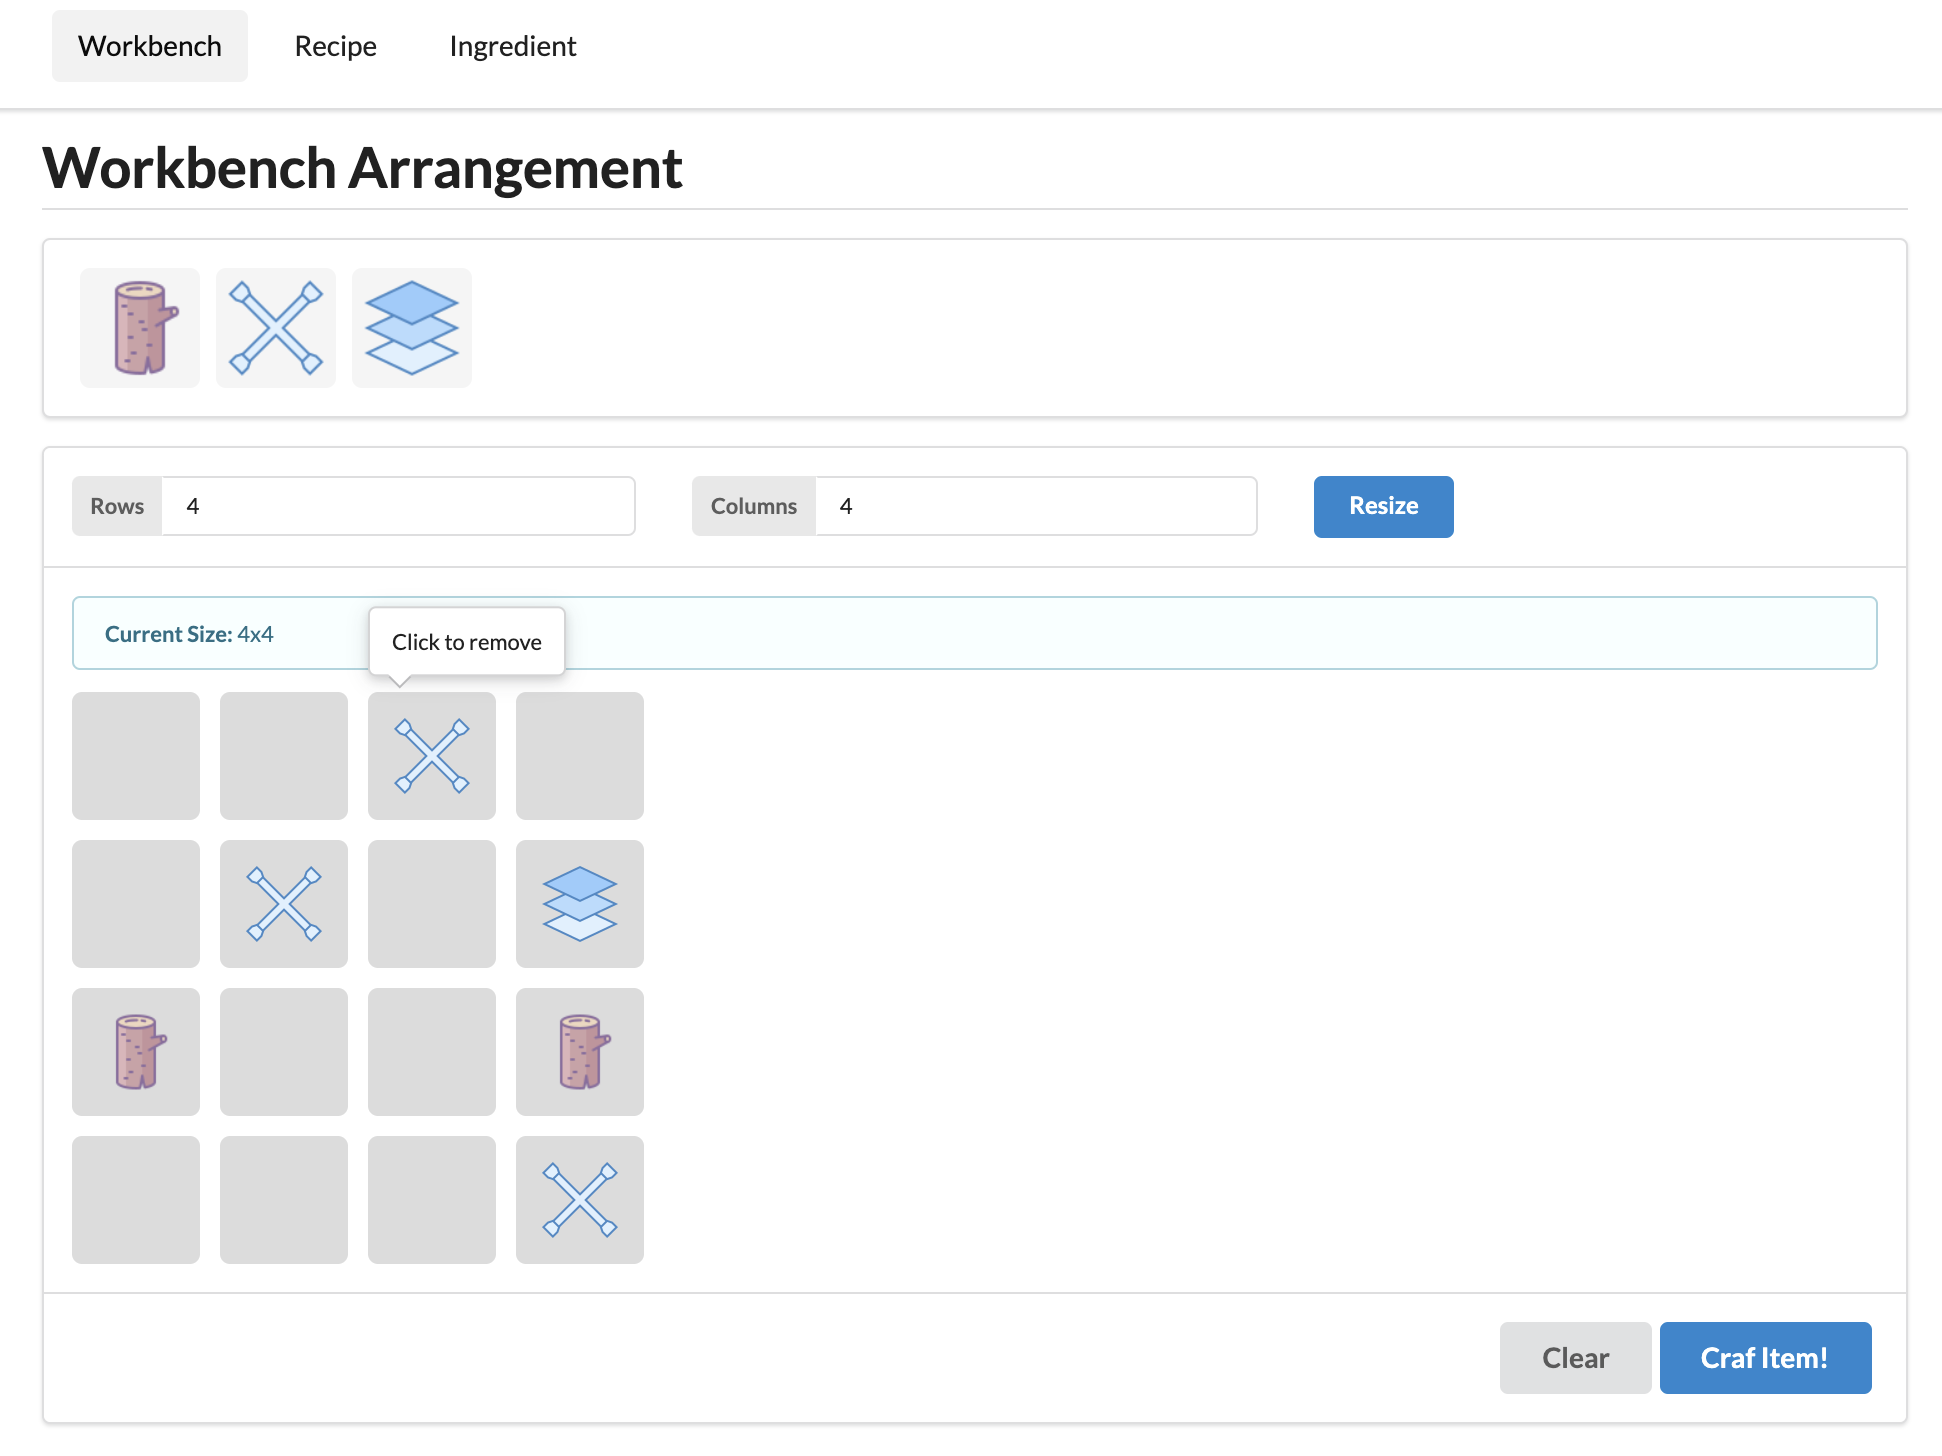 Workbench Recipe Ingredient
Workbench Arrangement
Rows 4 Columns 4 Resize
Current Size: 4x4
Click to remove
Clear Craf Item!